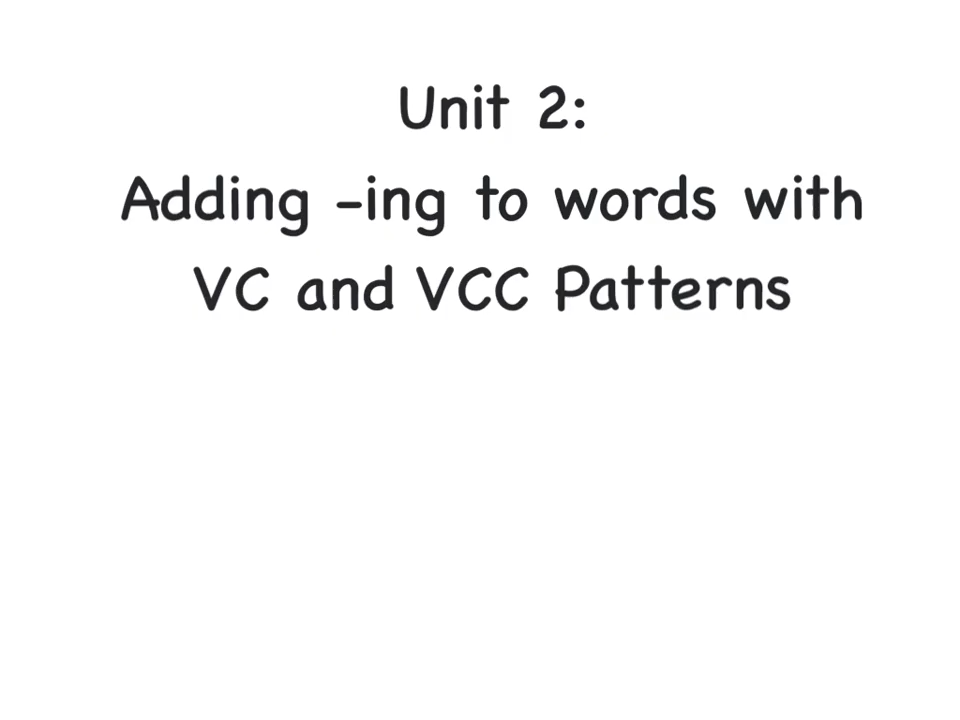 Unit 2:
Adding -ing to words with
VC and VCC Patterns